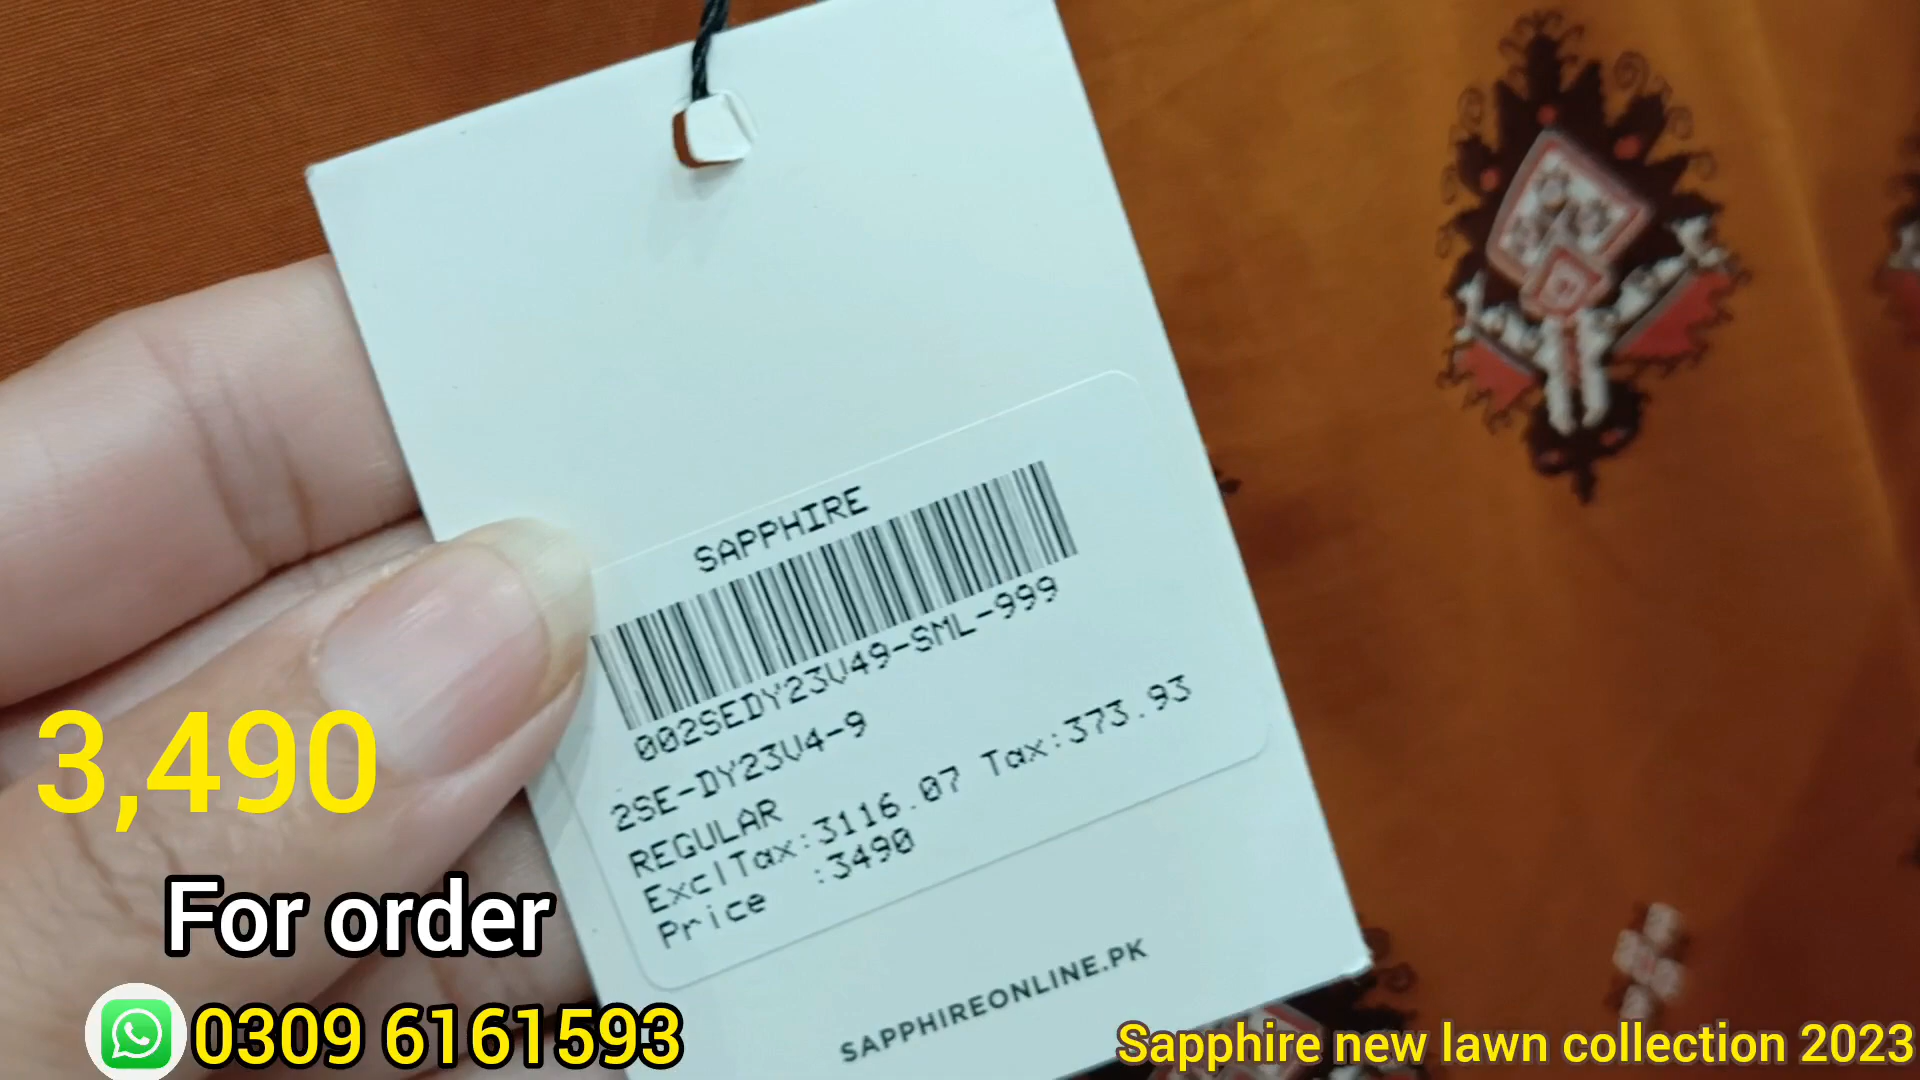 SAPPHIRE
002SEDY23V49-SML-999
2SE-DY23V4-9
REGULAR
ExclTax:3116.07 Tax:373.93
Price :3490
SAPPHIREONLINE.PK
3,490
For order
0309 6161593
Sapphire new lawn collection 2023